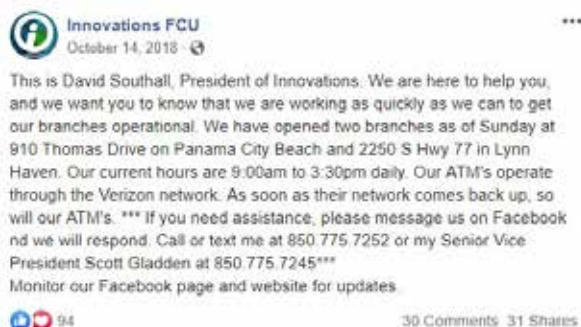 Innovations FCU
...
October 14, 2018 ·
This is David Southall, President of Innovations. We are here to help you,
and we want you to know that we are working as quickly as we can to get
our branches operational. We have opened two branches as of Sunday at
910 Thomas Drive on Panama City Beach and 2250 S Hwy 77 in Lynn
Haven. Our current hours are 9:00am to 3:30pm daily. Our ATM's operate
through the Verizon network. As soon as their network comes back up, so
will our ATM's. *** If you need assistance, please message us on Facebook
nd we will respond. Call or text me at 850.775.7252 or my Senior Vice
President Scott Gladden at 850.775.7245***
Monitor our Facebook page and website for updates.
94
30 Comments 31 Shares